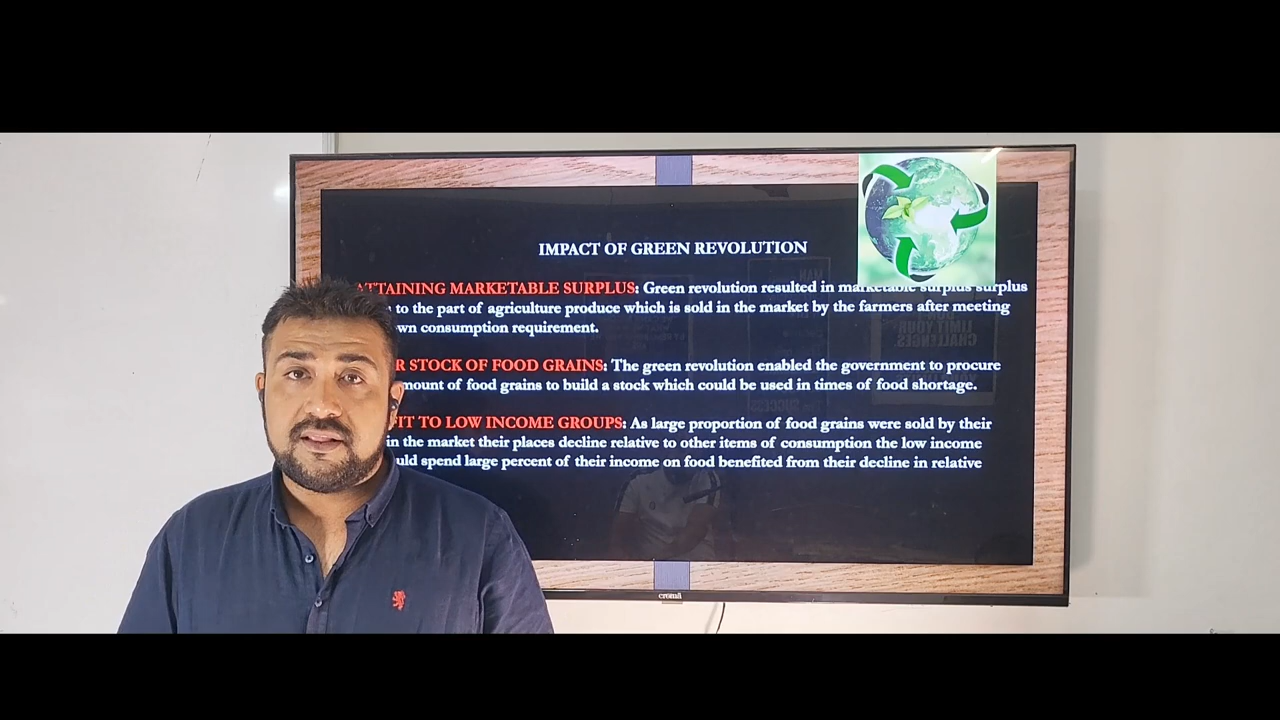 IMPACT OF GREEN REVOLUTION
ATTAINING MARKETABLE SURPLUS: Green revolution resulted in marketable surplus surplus
to the part of agriculture produce which is sold in the market by the farmers after meeting
own consumption requirement.
R STOCK OF FOOD GRAINS: The green revolution enabled the government to procure
mount of food grains to build a stock which could be used in times of food shortage.
FIT TO LOW INCOME GROUPS: As large proportion of food grains were sold by their
in the market their places decline relative to other items of consumption the low income
uld spend large percent of their income on food benefited from their decline in relative
croma